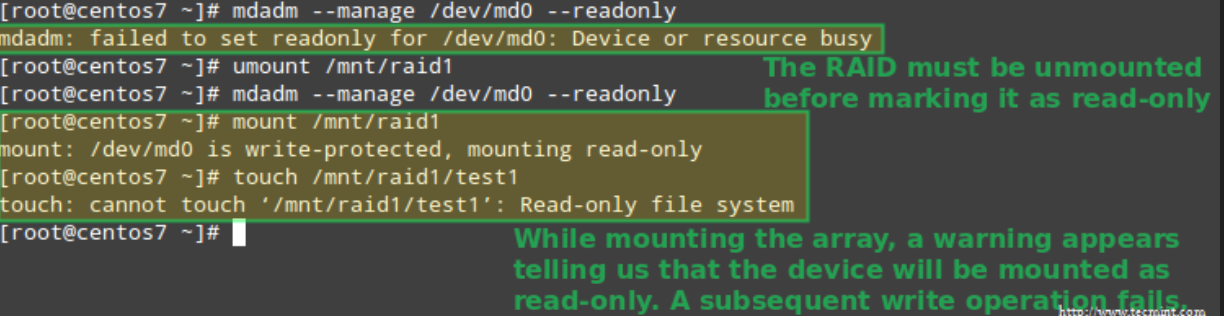 [root@centos7 ~]# mdadm --manage /dev/md0 --readonly
mdadm: failed to set readonly for /dev/md0: Device or resource busy
[root@centos7 ~]# umount /mnt/raid1
[root@centos7 ~]# mdadm --manage /dev/md0 --readonly
The RAID must be unmounted
before marking it as read-only
[root@centos7 ~]# mount /mnt/raid1
mount: /dev/md0 is write-protected, mounting read-only
[root@centos7 ~]# touch /mnt/raid1/test1
touch: cannot touch ‘/mnt/raid1/test1’: Read-only file system
[root@centos7 ~]#
While mounting the array, a warning appears
telling us that the device will be mounted as
read-only. A subsequent write operation fails.
http://www.tecmint.com